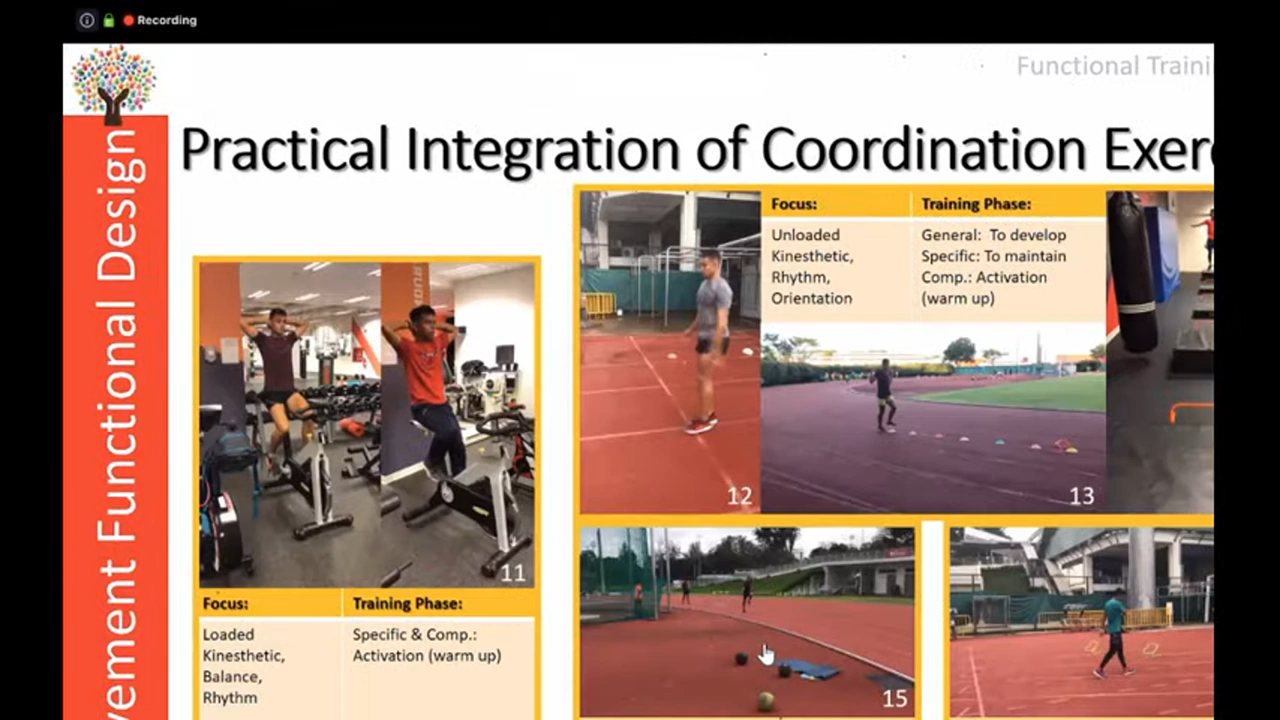 Recording
Functional Traini
Practical Integration of Coordination Exer
vement Functional Design
Focus:
Training Phase:
Unloaded
Kinesthetic,
Rhythm,
Orientation
General: To develop
Specific: To maintain
Comp.: Activation
(warm up)
12
13
11
Focus:
Training Phase:
Loaded
Kinesthetic,
Balance,
Rhythm
Specific & Comp.:
Activation (warm up)
15